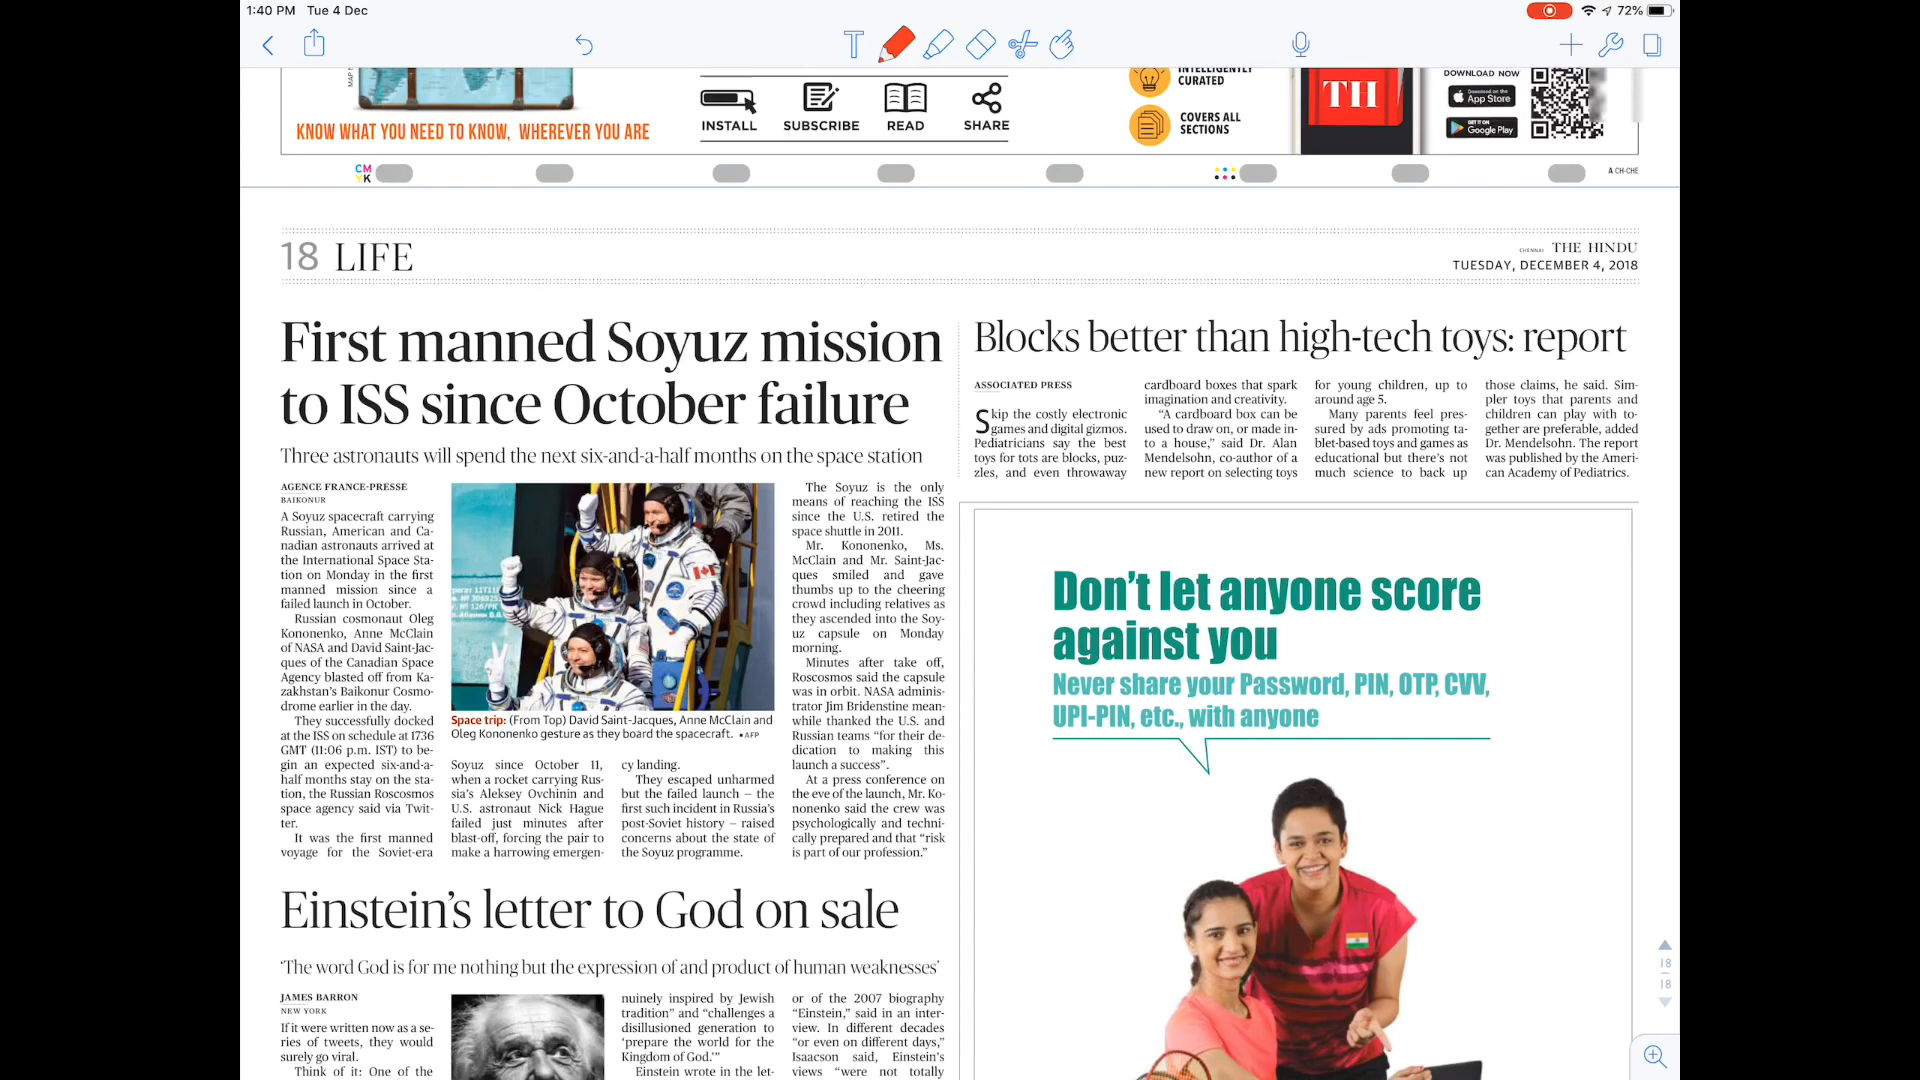 1:40 PM Tue 4 Dec
72%
T
KNOW WHAT YOU NEED TO KNOW, WHEREVER YOU ARE
INSTALL
SUBSCRIBE
READ
SHARE
INTELLIGENTLY
CURATED
COVERS ALL
SECTIONS
TH
DOWNLOAD NOW
Download on the
App Store
GET IT ON
Google Play
CM
YK
A CH-CHE
18 LIFE
CHENNAI THE HINDU
TUESDAY, DECEMBER 4, 2018
First manned Soyuz mission
to ISS since October failure
Three astronauts will spend the next six-and-a-half months on the space station
AGENCE FRANCE-PRESSE
BAIKONUR
A Soyuz spacecraft carrying
Russian, American and Ca-
nadian astronauts arrived at
the International Space Sta-
tion on Monday in the first
manned mission since a
failed launch in October.
Russian cosmonaut Oleg
Kononenko, Anne McClain
of NASA and David Saint-Jac-
ques of the Canadian Space
Agency blasted off from Ka-
zakhstan's Baikonur Cosmo-
drome earlier in the day.
They successfully docked
at the ISS on schedule at 1736
GMT (11:06 p.m. IST) to be-
gin an expected six-and-a-
half months stay on the sta-
tion, the Russian Roscosmos
space agency said via Twit-
ter.
It was the first manned
voyage for the Soviet-era
Space trip: (From Top) David Saint-Jacques, Anne McClain and
Oleg Kononenko gesture as they board the spacecraft. • AFP
Soyuz since October 11,
when a rocket carrying Rus-
sia's Aleksey Ovchinin and
U.S. astronaut Nick Hague
failed just minutes after
blast-off, forcing the pair to
make a harrowing emergen-
cy landing.
They escaped unharmed
but the failed launch – the
first such incident in Russia's
post-Soviet history – raised
concerns about the state of
the Soyuz programme.
The Soyuz is the only
means of reaching the ISS
since the U.S. retired the
space shuttle in 2011.
Mr. Kononenko, Ms.
McClain and Mr. Saint-Jac-
ques smiled and gave
thumbs up to the cheering
crowd including relatives as
they ascended into the Soy-
uz capsule on Monday
morning.
Minutes after take off,
Roscosmos said the capsule
was in orbit. NASA adminis-
trator Jim Bridenstine mean-
while thanked the U.S. and
Russian teams “for their de-
dication to making this
launch a success”.
At a press conference on
the eve of the launch, Mr. Ko-
nonenko said the crew was
psychologically and techni-
cally prepared and that “risk
is part of our profession.”
Blocks better than high-tech toys: report
ASSOCIATED PRESS
Skip the costly electronic
games and digital gizmos.
Pediatricians say the best
toys for tots are blocks, puz-
zles, and even throwaway
cardboard boxes that spark
imagination and creativity.
“A cardboard box can be
used to draw on, or made in-
to a house,” said Dr. Alan
Mendelsohn, co-author of a
new report on selecting toys
for young children, up to
around age 5.
Many parents feel pres-
sured by ads promoting ta-
blet-based toys and games as
educational but there's not
much science to back up
those claims, he said. Sim-
pler toys that parents and
children can play with to-
gether are preferable, added
Dr. Mendelsohn. The report
was published by the Ameri-
can Academy of Pediatrics.
Don't let anyone score
against you
Never share your Password, PIN, OTP, CVV,
UPI-PIN, etc., with anyone
Einstein's letter to God on sale
‘The word God is for me nothing but the expression of and product of human weaknesses’
JAMES BARRON
NEW YORK
If it were written now as a se-
ries of tweets, they would
surely go viral.
Think of it: One of the
nuinely inspired by Jewish
tradition” and “challenges a
disillusioned generation to
‘prepare the world for the
Kingdom of God.’”
Einstein wrote in the let-
or of the 2007 biography
“Einstein,” said in an inter-
view. In different decades
“or even on different days,”
Isaacson said, Einstein's
views “were not totally
18
18